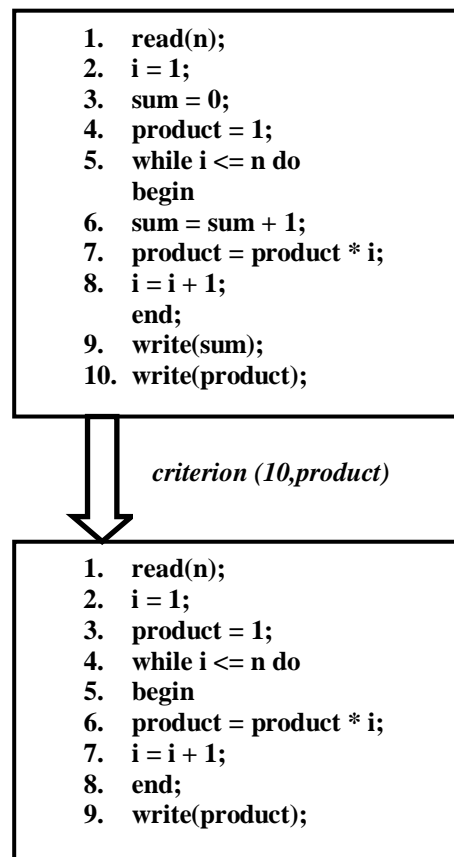 1. read(n);
2. i = 1;
3. sum = 0;
4. product = 1;
5. while i <= n do
begin
6. sum = sum + 1;
7. product = product * i;
8. i = i + 1;
end;
9. write(sum);
10. write(product);
criterion (10,product)
1. read(n);
2. i = 1;
3. product = 1;
4. while i <= n do
5. begin
6. product = product * i;
7. i = i + 1;
8. end;
9. write(product);